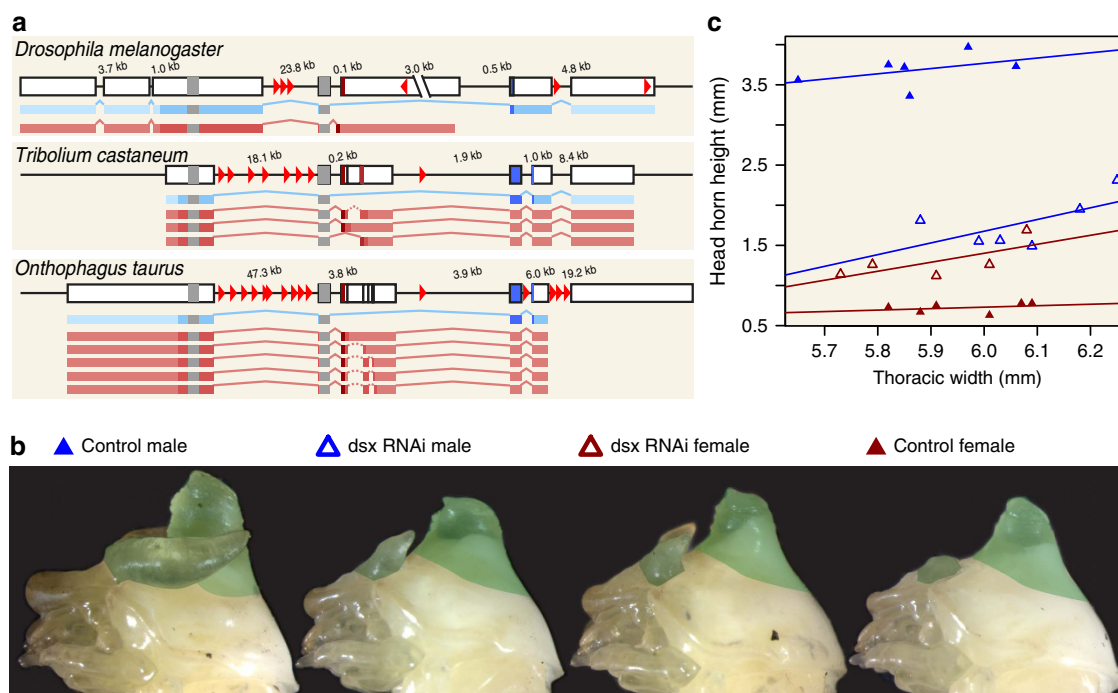 a
Drosophila melanogaster
3.7 kb 1.0 kb 23.8 kb 0.1 kb 3.0 kb 0.5 kb 4.8 kb
Tribolium castaneum
18.1 kb 0.2 kb 1.9 kb 1.0 kb 8.4 kb
Onthophagus taurus
47.3 kb 3.8 kb 3.9 kb 6.0 kb 19.2 kb
c
Head horn height (mm)
3.5
2.5
1.5
0.5
5.7 5.8 5.9 6.0 6.1 6.2
Thoracic width (mm)
b
Control male
dsx RNAi male
dsx RNAi female
Control female